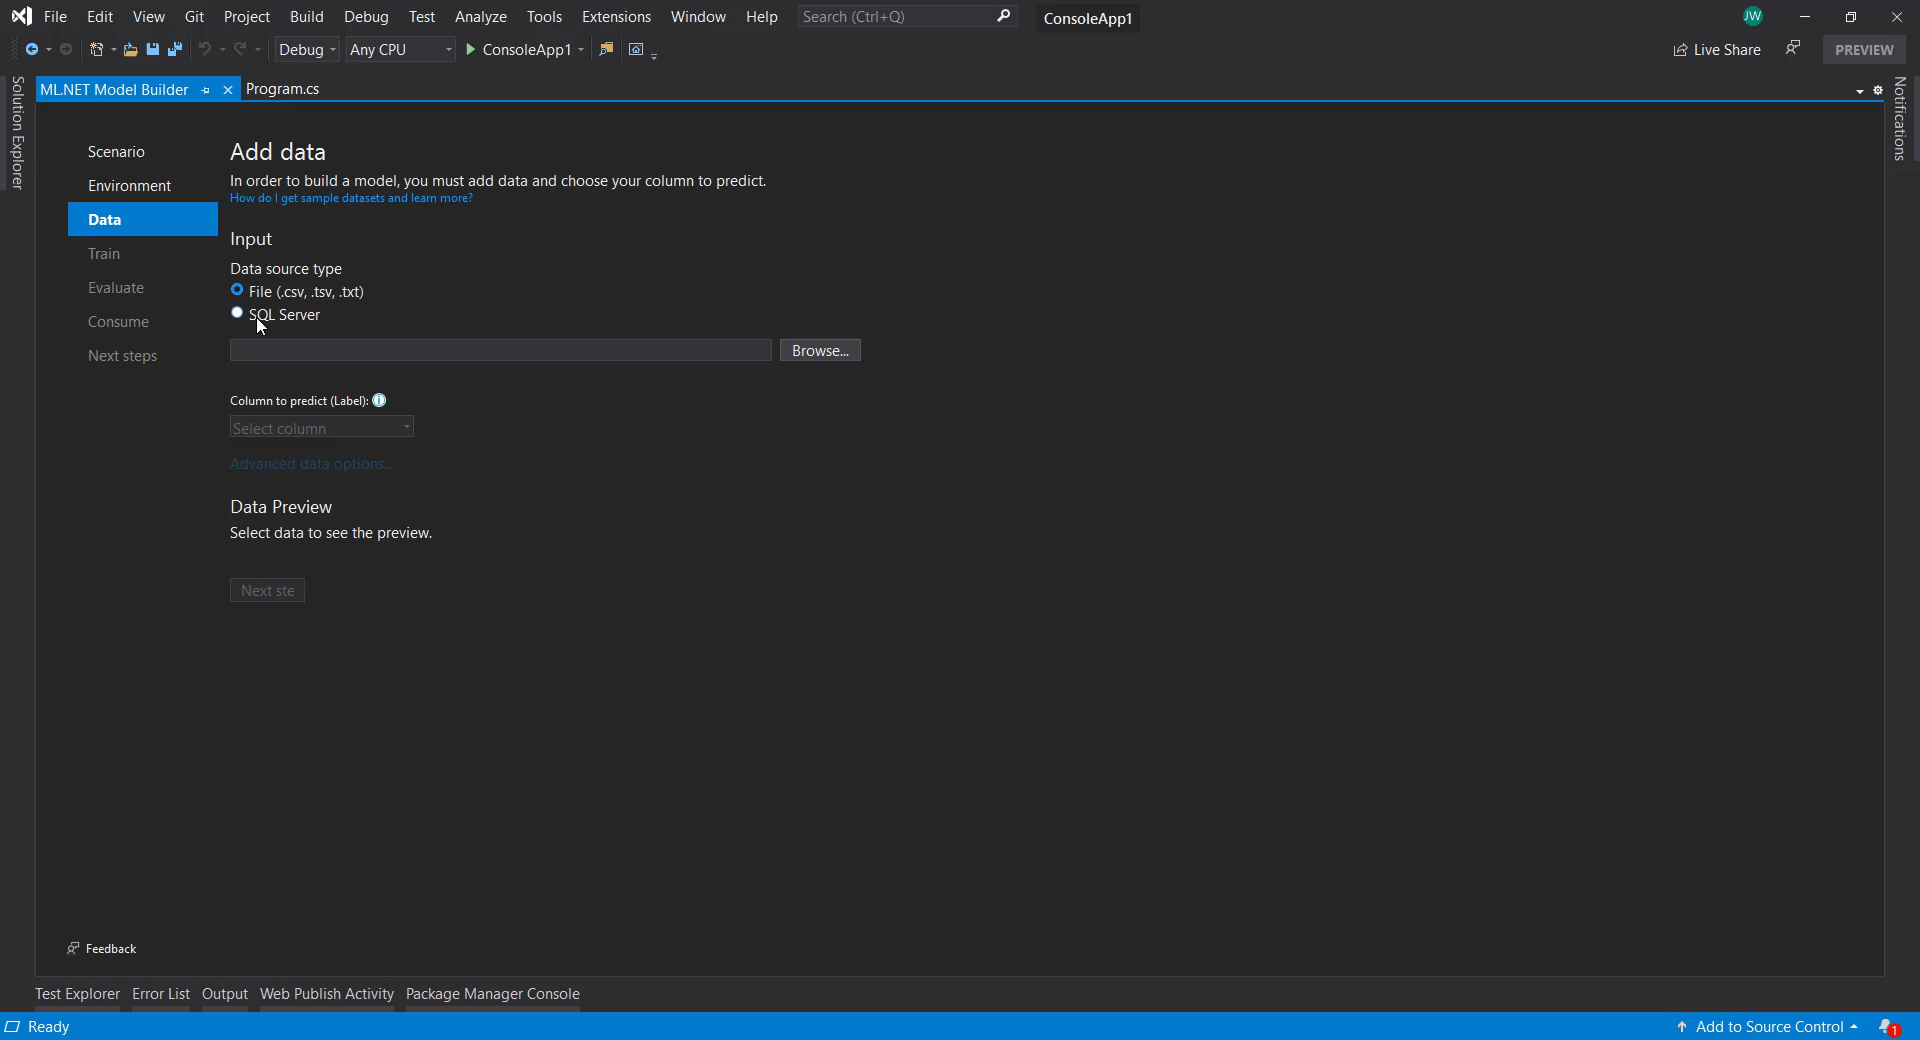 File Edit View Git Project Build Debug Test Analyze Tools Extensions Window Help Search (Ctrl+Q) ConsoleApp1 JW
Debug Any CPU ConsoleApp1 Live Share PREVIEW
Solution Explorer
ML.NET Model Builder Program.cs
Notifications
Scenario
Environment
Data
Train
Evaluate
Consume
Next steps
Add data
In order to build a model, you must add data and choose your column to predict.
How do I get sample datasets and learn more?
Input
Data source type
File (.csv, .tsv, .txt)
SQL Server
Browse...
Column to predict (Label):
Select column
Advanced data options...
Data Preview
Select data to see the preview.
Next ste
Feedback
Test Explorer Error List Output Web Publish Activity Package Manager Console
Ready Add to Source Control 1